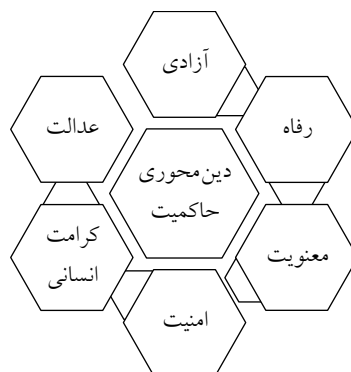 آزادی
رفاه
عدالت
دین‌محوری
حاکمیت
معنویت
کرامت
انسانی
امنیت